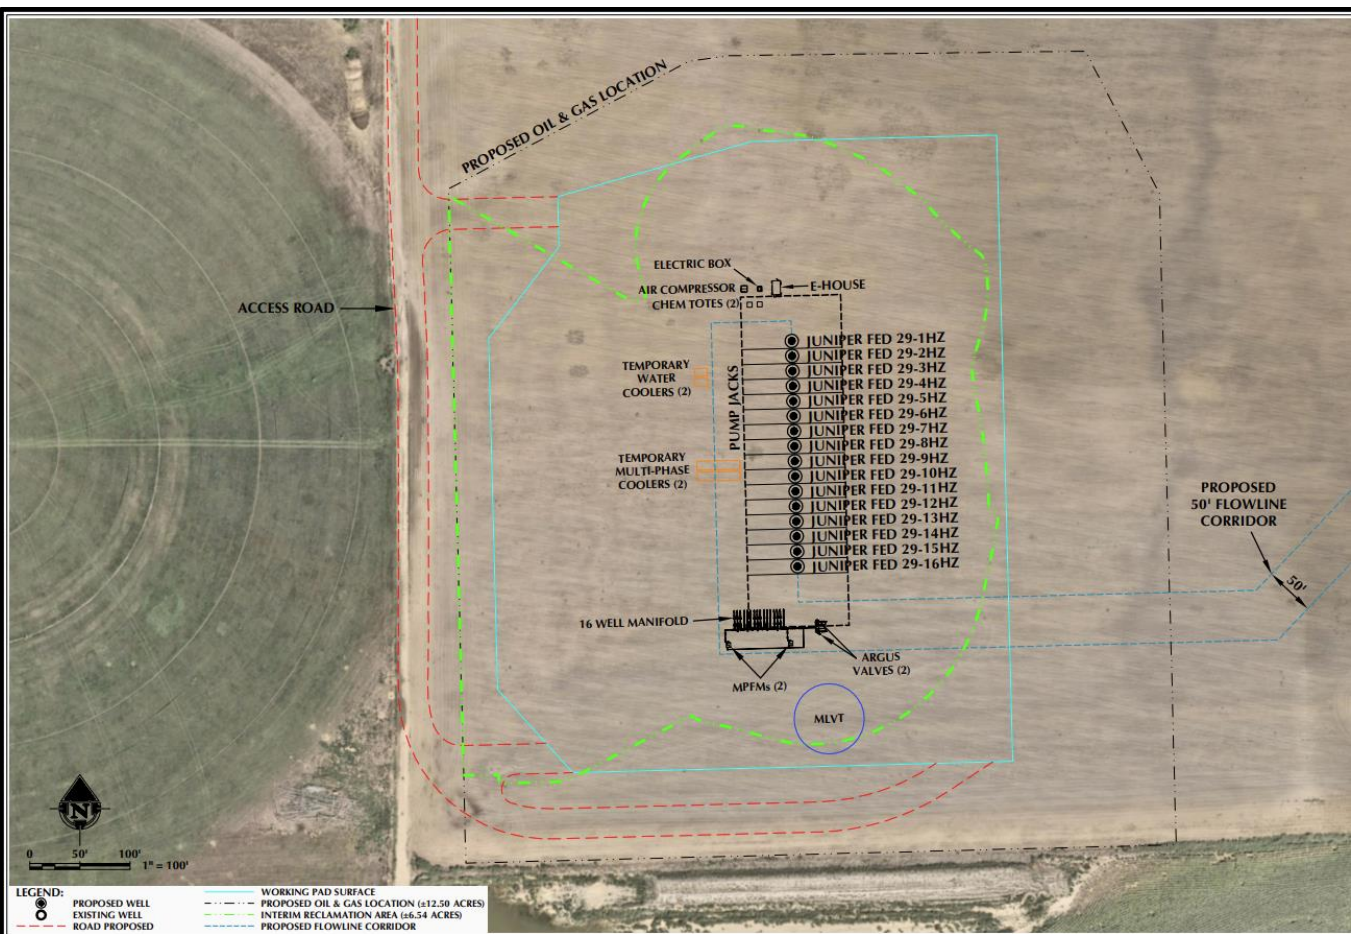 PROPOSED OIL & GAS LOCATION
ELECTRIC BOX
AIR COMPRESSOR
E-HOUSE
CHEM TOTES (2)
ACCESS ROAD
JUNIPER FED 29-1HZ
JUNIPER FED 29-2HZ
JUNIPER FED 29-3HZ
JUNIPER FED 29-4HZ
JUNIPER FED 29-5HZ
JUNIPER FED 29-6HZ
JUNIPER FED 29-7HZ
JUNIPER FED 29-8HZ
JUNIPER FED 29-9HZ
JUNIPER FED 29-10HZ
JUNIPER FED 29-11HZ
JUNIPER FED 29-12HZ
JUNIPER FED 29-13HZ
JUNIPER FED 29-14HZ
JUNIPER FED 29-15HZ
JUNIPER FED 29-16HZ
TEMPORARY
WATER
COOLERS (2)
PUMP JACKS
TEMPORARY
MULTI-PHASE
COOLERS (2)
PROPOSED
50' FLOWLINE
CORRIDOR
50'
16 WELL MANIFOLD
ARGUS
VALVES (2)
MPFMs (2)
MLVT
N
0 50' 100'
1" = 100'
LEGEND:
PROPOSED WELL
EXISTING WELL
ROAD PROPOSED
WORKING PAD SURFACE
PROPOSED OIL & GAS LOCATION (±12.50 ACRES)
INTERIM RECLAMATION AREA (±6.54 ACRES)
PROPOSED FLOWLINE CORRIDOR